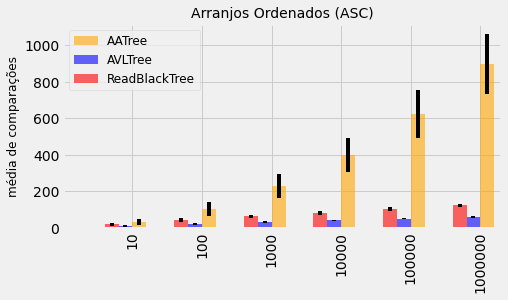 Arranjos Ordenados (ASC)
média de comparações
1000
800
600
400
200
0
AATree
AVLTree
ReadBlackTree
10
100
1000
10000
100000
1000000